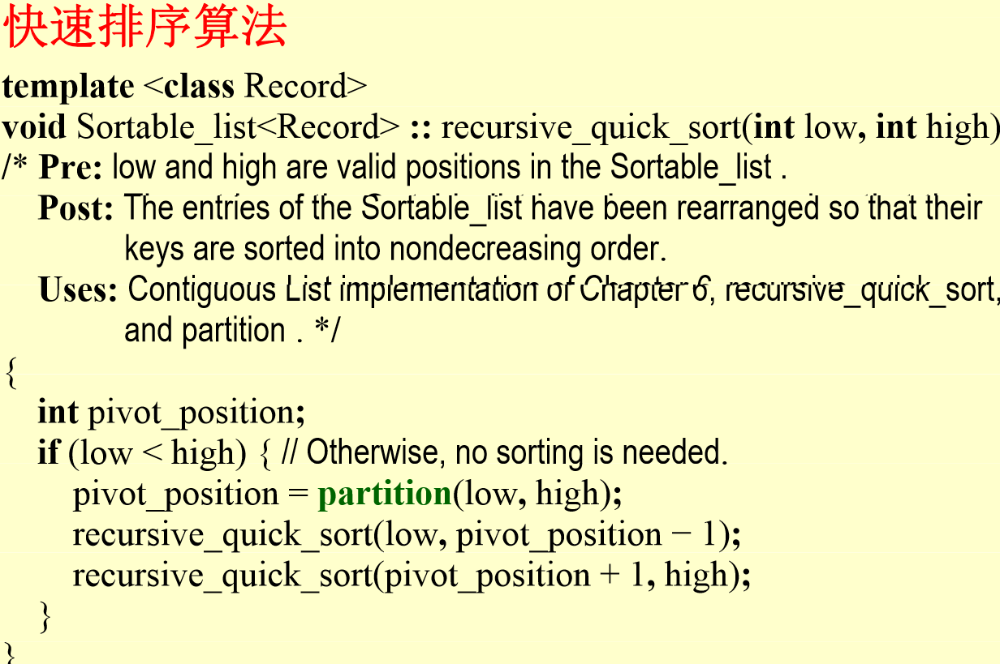 快速排序算法
template <class Record>
void Sortable_list<Record> :: recursive_quick_sort(int low, int high)
/* Pre: low and high are valid positions in the Sortable_list .
Post: The entries of the Sortable_list have been rearranged so that their
keys are sorted into nondecreasing order.
Uses: Contiguous List implementation of Chapter 6, recursive_quick_sort,
and partition . */
{
int pivot_position;
if (low < high) { // Otherwise, no sorting is needed.
pivot_position = partition(low, high);
recursive_quick_sort(low, pivot_position − 1);
recursive_quick_sort(pivot_position + 1, high);
}
}